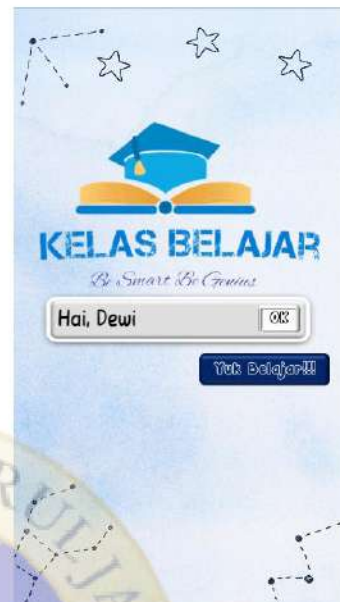 KELAS BELAJAR
Be Smart Be Genius
Hai, Dewi
OK
Yuk Belajar!!!